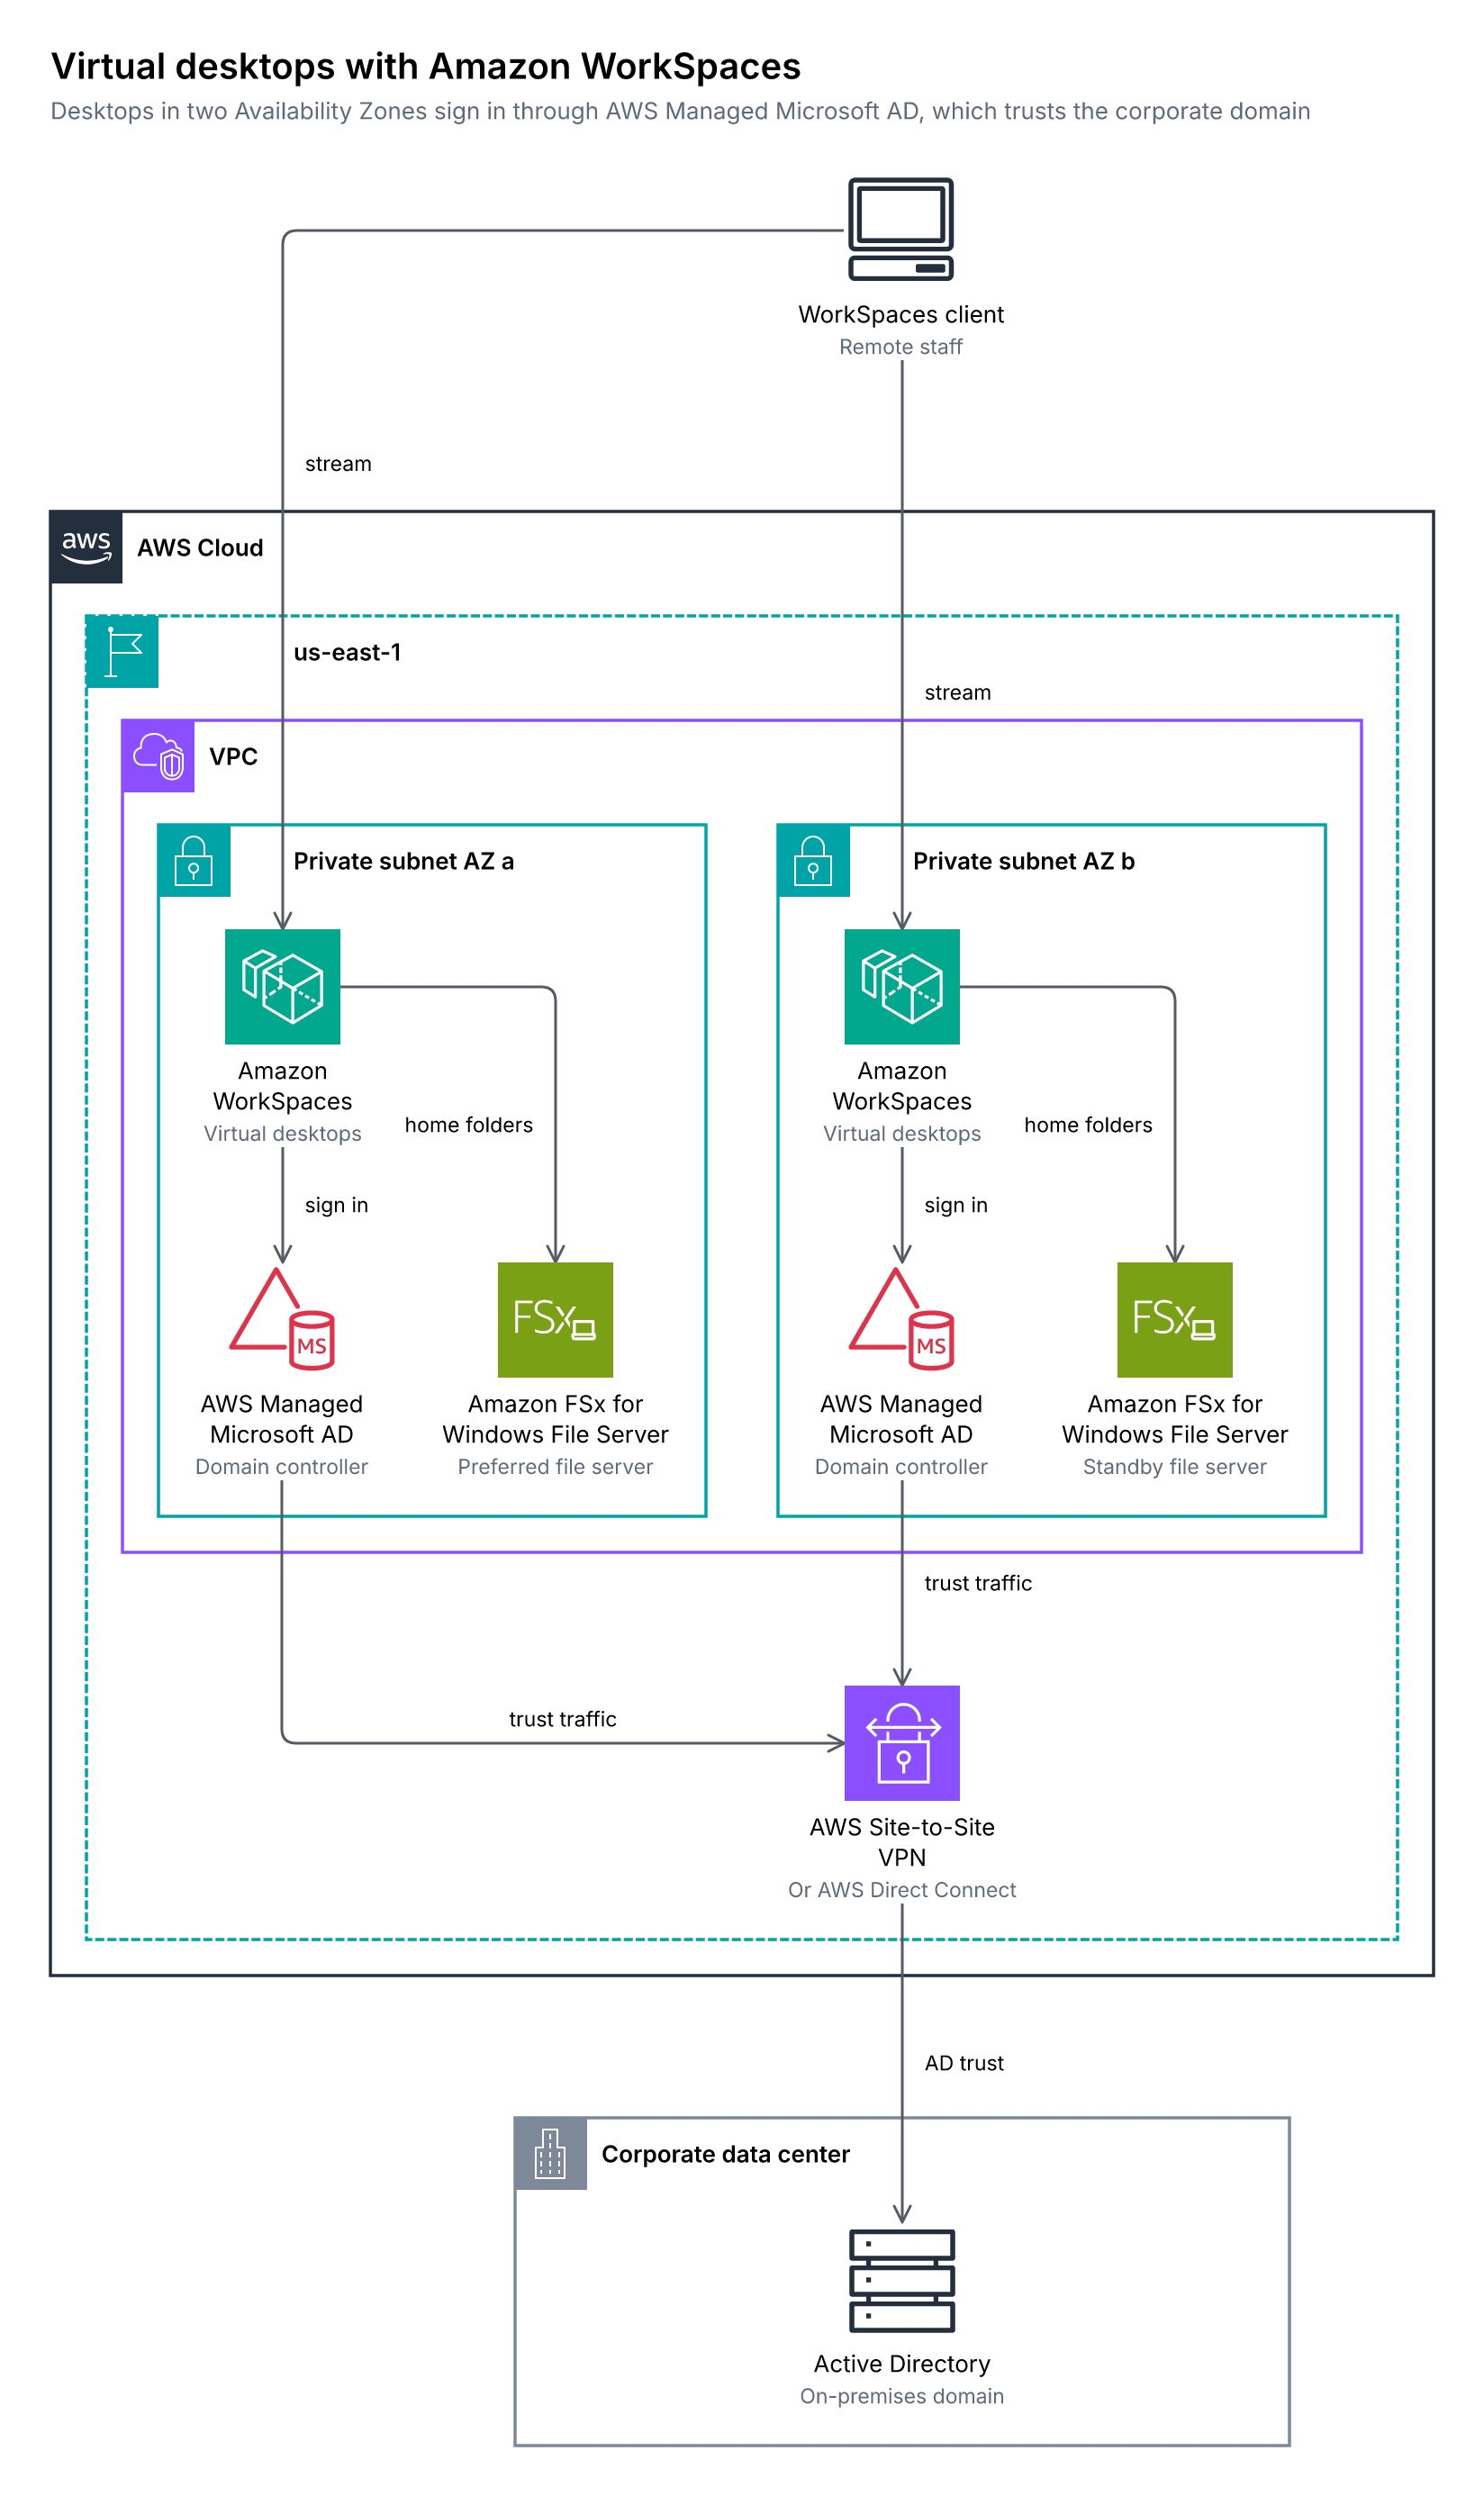 Virtual desktops with Amazon WorkSpaces
Desktops in two Availability Zones sign in through AWS Managed Microsoft AD, which trusts the corporate domain
WorkSpaces client
Remote staff
stream
aws
AWS Cloud
us-east-1
stream
VPC
Private subnet AZ a
Private subnet AZ b
Amazon
WorkSpaces
Virtual desktops
home folders
sign in
Amazon
WorkSpaces
Virtual desktops
home folders
sign in
MS
AWS Managed
Microsoft AD
Domain controller
FSx
Amazon FSx for
Windows File Server
Preferred file server
MS
AWS Managed
Microsoft AD
Domain controller
FSx
Amazon FSx for
Windows File Server
Standby file server
trust traffic
trust traffic
AWS Site-to-Site
VPN
Or AWS Direct Connect
AD trust
Corporate data center
Active Directory
On-premises domain